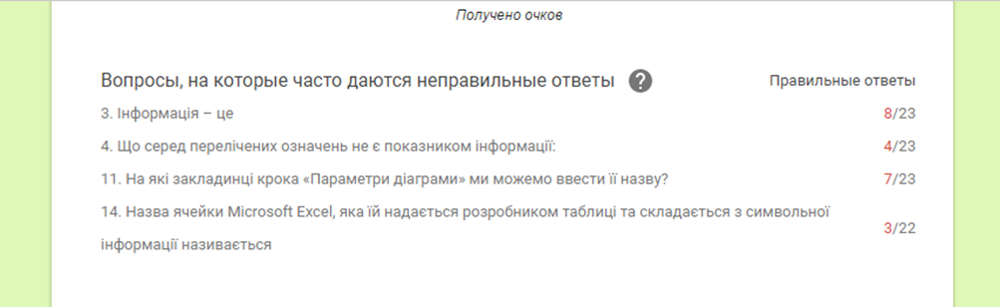 Получено очков
Вопросы, на которые часто даются неправильные ответы ? Правильные ответы
3. Інформація – це 8/23
4. Що серед перелічених означень не є показником інформації: 4/23
11. На які закладинці крока «Параметри діаграми» ми можемо ввести її назву? 7/23
14. Назва ячейки Microsoft Excel, яка їй надається розробником таблиці та складається з символьної
інформації називається 3/22